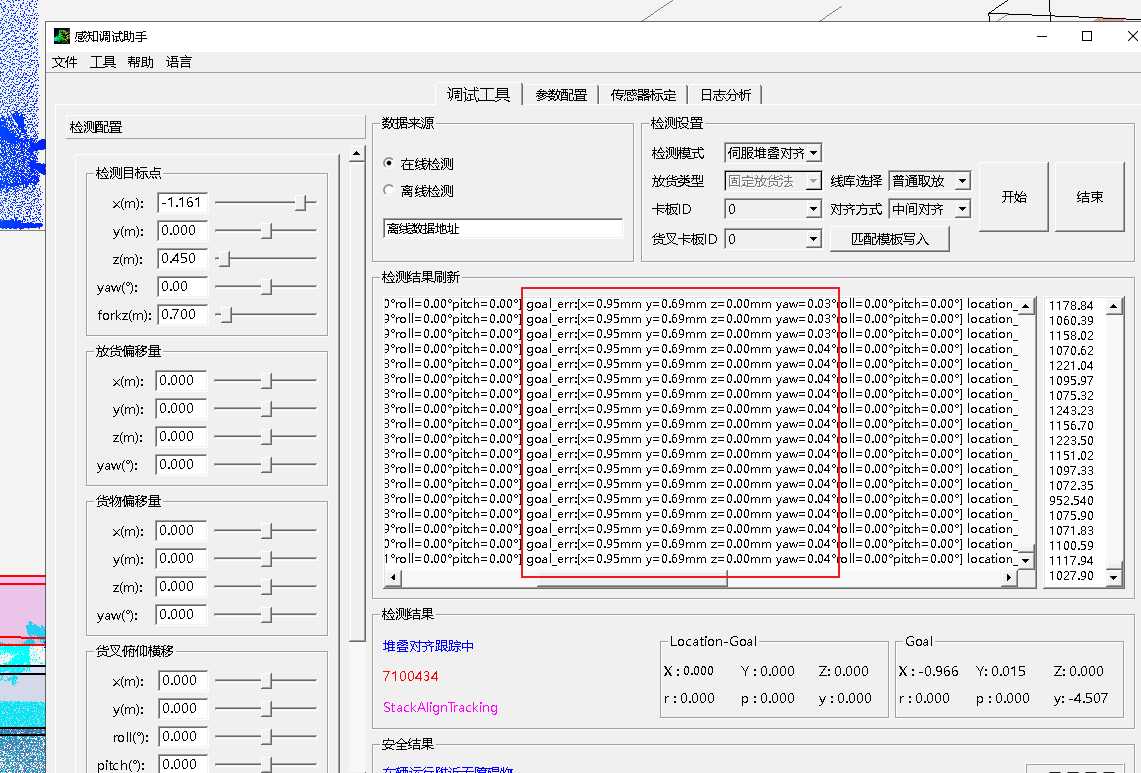 感知调试助手
文件 工具 帮助 语言
调试工具 参数配置 传感器标定 日志分析
检测配置
检测目标点
x(m): -1.161
y(m): 0.000
z(m): 0.450
yaw(°): 0.00
forkz(m): 0.700
放货偏移量
x(m): 0.000
y(m): 0.000
z(m): 0.000
yaw(°): 0.000
货物偏移量
x(m): 0.000
y(m): 0.000
z(m): 0.000
yaw(°): 0.000
货叉俯仰横移
x(m): 0.000
y(m): 0.000
roll(°): 0.000
pitch(°): 0.000
数据来源
在线检测
离线检测
离线数据地址
检测设置
检测模式 伺服堆叠对齐
放货类型 固定放货法 线库选择 普通取放
卡板ID 0 对齐方式 中间对齐
货叉卡板ID 0 匹配模板写入
开始 结束
检测结果刷新
0°roll=0.00°pitch=0.00°] goal_err:[x=0.95mm y=0.69mm z=0.00mm yaw=0.03°roll=0.00°pitch=0.00°] location_
9°roll=0.00°pitch=0.00°] goal_err:[x=0.95mm y=0.69mm z=0.00mm yaw=0.03°roll=0.00°pitch=0.00°] location_
9°roll=0.00°pitch=0.00°] goal_err:[x=0.95mm y=0.69mm z=0.00mm yaw=0.03°roll=0.00°pitch=0.00°] location_
9°roll=0.00°pitch=0.00°] goal_err:[x=0.95mm y=0.69mm z=0.00mm yaw=0.04°roll=0.00°pitch=0.00°] location_
8°roll=0.00°pitch=0.00°] goal_err:[x=0.95mm y=0.69mm z=0.00mm yaw=0.04°roll=0.00°pitch=0.00°] location_
8°roll=0.00°pitch=0.00°] goal_err:[x=0.95mm y=0.69mm z=0.00mm yaw=0.04°roll=0.00°pitch=0.00°] location_
8°roll=0.00°pitch=0.00°] goal_err:[x=0.95mm y=0.69mm z=0.00mm yaw=0.04°roll=0.00°pitch=0.00°] location_
8°roll=0.00°pitch=0.00°] goal_err:[x=0.95mm y=0.69mm z=0.00mm yaw=0.04°roll=0.00°pitch=0.00°] location_
8°roll=0.00°pitch=0.00°] goal_err:[x=0.95mm y=0.69mm z=0.00mm yaw=0.04°roll=0.00°pitch=0.00°] location_
9°roll=0.00°pitch=0.00°] goal_err:[x=0.95mm y=0.69mm z=0.00mm yaw=0.04°roll=0.00°pitch=0.00°] location_
8°roll=0.00°pitch=0.00°] goal_err:[x=0.95mm y=0.69mm z=0.00mm yaw=0.04°roll=0.00°pitch=0.00°] location_
8°roll=0.00°pitch=0.00°] goal_err:[x=0.95mm y=0.69mm z=0.00mm yaw=0.04°roll=0.00°pitch=0.00°] location_
8°roll=0.00°pitch=0.00°] goal_err:[x=0.95mm y=0.69mm z=0.00mm yaw=0.04°roll=0.00°pitch=0.00°] location_
8°roll=0.00°pitch=0.00°] goal_err:[x=0.95mm y=0.69mm z=0.00mm yaw=0.04°roll=0.00°pitch=0.00°] location_
9°roll=0.00°pitch=0.00°] goal_err:[x=0.95mm y=0.69mm z=0.00mm yaw=0.04°roll=0.00°pitch=0.00°] location_
9°roll=0.00°pitch=0.00°] goal_err:[x=0.95mm y=0.69mm z=0.00mm yaw=0.04°roll=0.00°pitch=0.00°] location_
0°roll=0.00°pitch=0.00°] goal_err:[x=0.95mm y=0.69mm z=0.00mm yaw=0.04°roll=0.00°pitch=0.00°] location_
1°roll=0.00°pitch=0.00°] goal_err:[x=0.95mm y=0.69mm z=0.00mm yaw=0.04°roll=0.00°pitch=0.00°] location_
1178.84
1060.39
1158.02
1070.62
1221.04
1095.97
1075.32
1243.23
1156.70
1223.50
1151.02
1097.33
1072.35
952.540
1075.90
1071.83
1100.59
1117.94
1027.90
检测结果
堆叠对齐跟踪中
7100434
StackAlignTracking
Location-Goal
X: 0.000 Y: 0.000 Z: 0.000
r: 0.000 p: 0.000 y: 0.000
Goal
X: -0.966 Y: 0.015 Z: 0.000
r: 0.000 p: 0.000 y: -4.507
安全结果